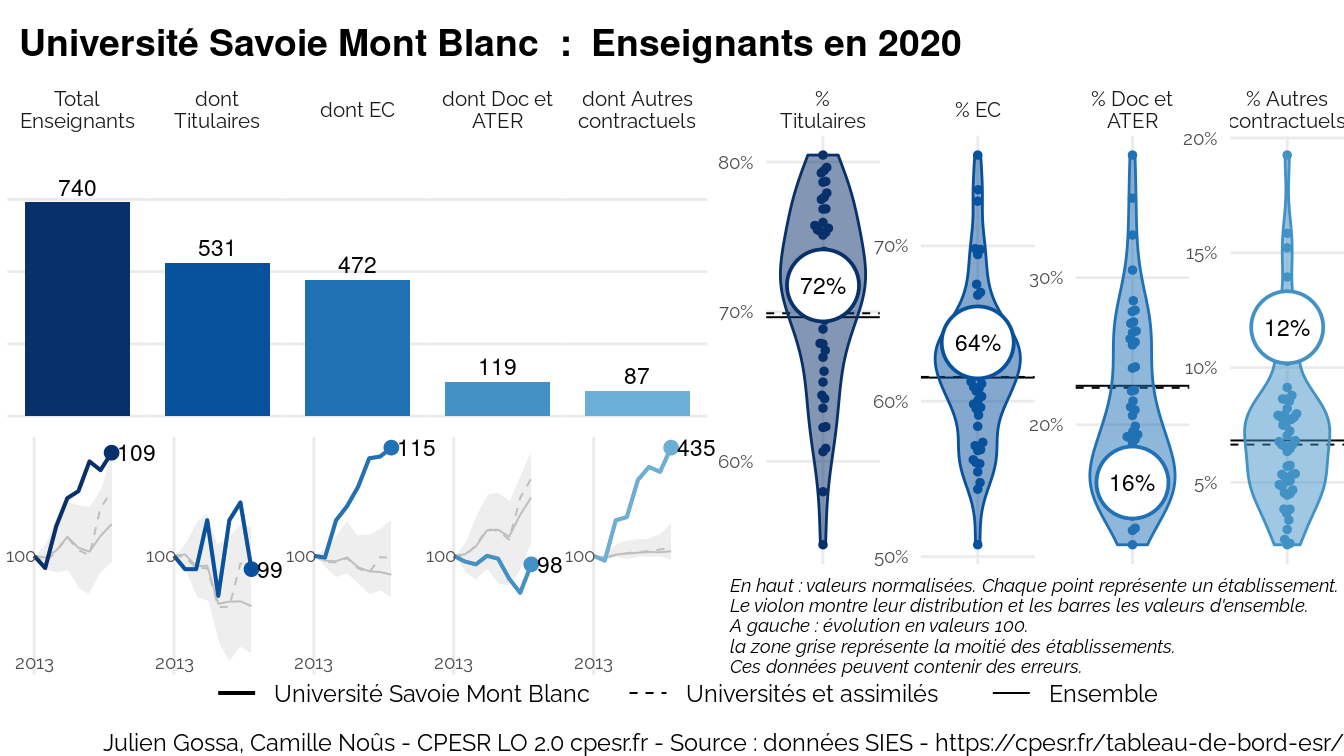 Université Savoie Mont Blanc : Enseignants en 2020
Total
Enseignants
dont
Titulaires
dont EC
dont Doc et
ATER
dont Autres
contractuels
%
Titulaires
% EC
% Doc et
ATER
% Autres
contractuels
740
531
472
119
87
80%
70%
60%
72%
70%
60%
50%
64%
30%
20%
16%
20%
15%
10%
5%
12%
100
109
2013
100
99
2013
100
115
2013
100
98
2013
100
435
2013
En haut : valeurs normalisées. Chaque point représente un établissement.
Le violon montre leur distribution et les barres les valeurs d'ensemble.
A gauche : évolution en valeurs 100.
la zone grise représente la moitié des établissements.
Ces données peuvent contenir des erreurs.
Université Savoie Mont Blanc
Universités et assimilés
Ensemble
Julien Gossa, Camille Noûs - CPESR LO 2.0 cpesr.fr - Source : données SIES - https://cpesr.fr/tableau-de-bord-esr/